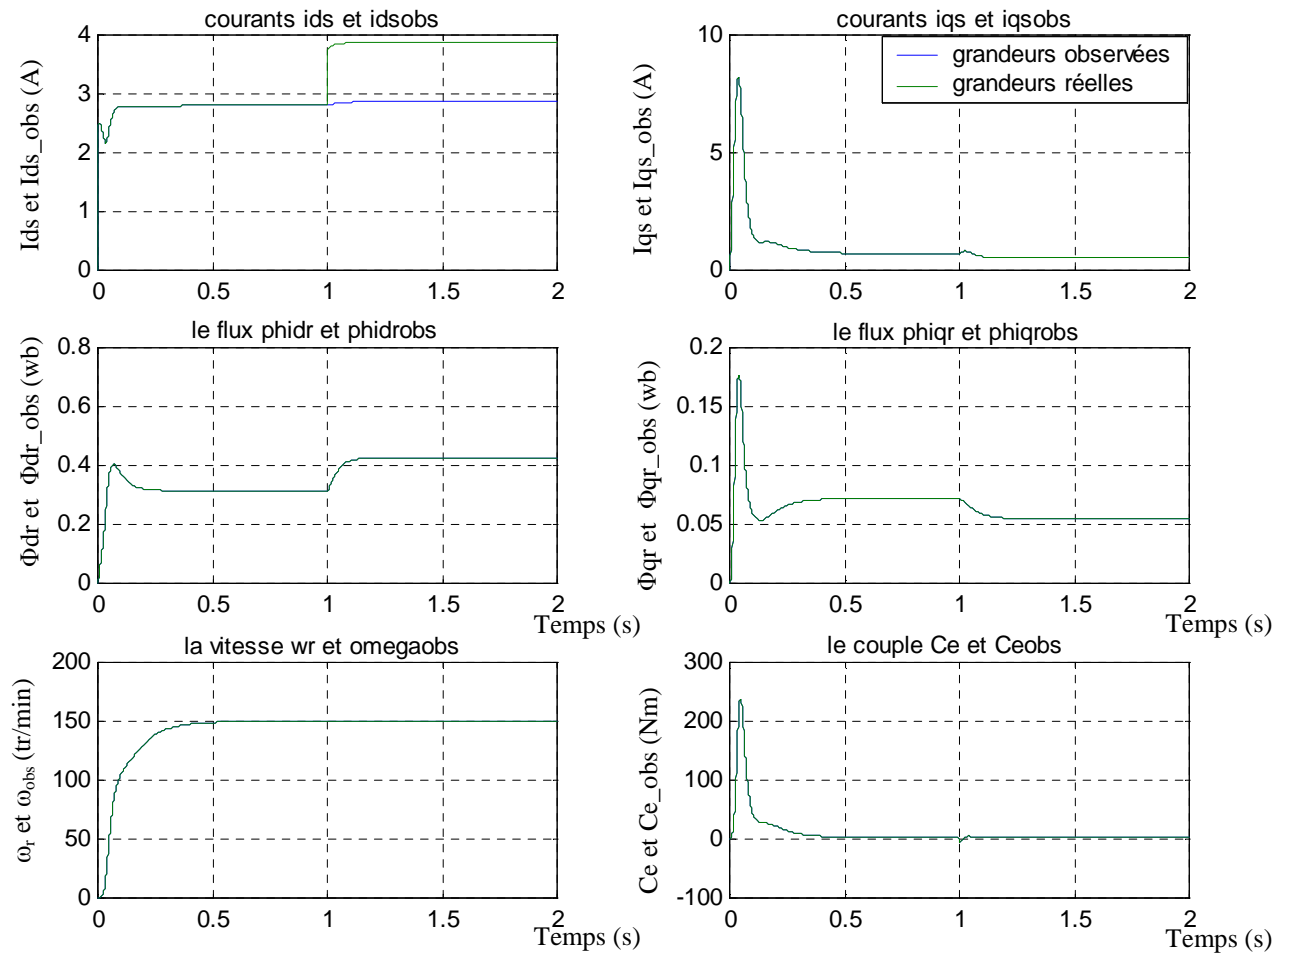 courants ids et idsobs
Ids et Ids_obs (A)
4
3
2
1
0
0 0.5 1 1.5 2
courants iqs et iqsobs
Iqs et Iqs_obs (A)
10
5
0
0 0.5 1 1.5 2
grandeurs observées
grandeurs réelles
le flux phidr et phidrobs
Φdr et Φdr_obs (wb)
0.8
0.6
0.4
0.2
0
0 0.5 1 1.5 2
Temps (s)
le flux phiqr et phiqrobs
Φqr et Φqr_obs (wb)
0.2
0.15
0.1
0.05
0
0 0.5 1 1.5 2
Temps (s)
la vitesse wr et omegaobs
ωr et ωobs (tr/min)
200
150
100
50
0
0 0.5 1 1.5 2
Temps (s)
le couple Ce et Ceobs
Ce et Ce_obs (Nm)
300
200
100
0
-100
0 0.5 1 1.5 2
Temps (s)